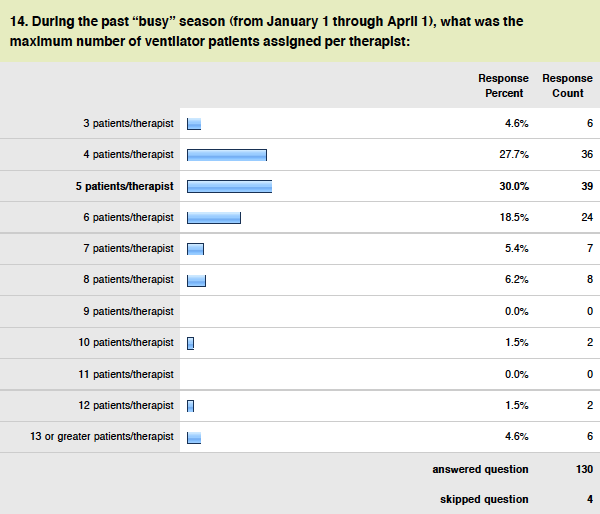 14. During the past “busy” season (from January 1 through April 1), what was the
maximum number of ventilator patients assigned per therapist:
Response Percent Response Count
3 patients/therapist 4.6% 6
4 patients/therapist 27.7% 36
5 patients/therapist 30.0% 39
6 patients/therapist 18.5% 24
7 patients/therapist 5.4% 7
8 patients/therapist 6.2% 8
9 patients/therapist 0.0% 0
10 patients/therapist 1.5% 2
11 patients/therapist 0.0% 0
12 patients/therapist 1.5% 2
13 or greater patients/therapist 4.6% 6
answered question 130
skipped question 4